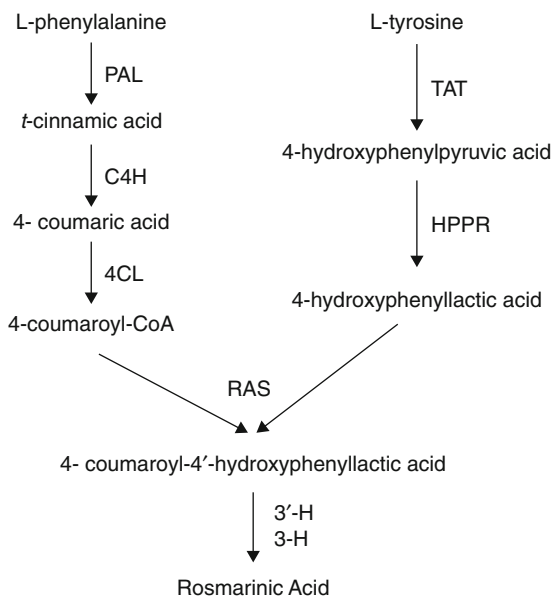 L-phenylalanine
PAL
t-cinnamic acid
C4H
4- coumaric acid
4CL
4-coumaroyl-CoA
L-tyrosine
TAT
4-hydroxyphenylpyruvic acid
HPPR
4-hydroxyphenyllactic acid
RAS
4- coumaroyl-4′-hydroxyphenyllactic acid
3′-H
3-H
Rosmarinic Acid